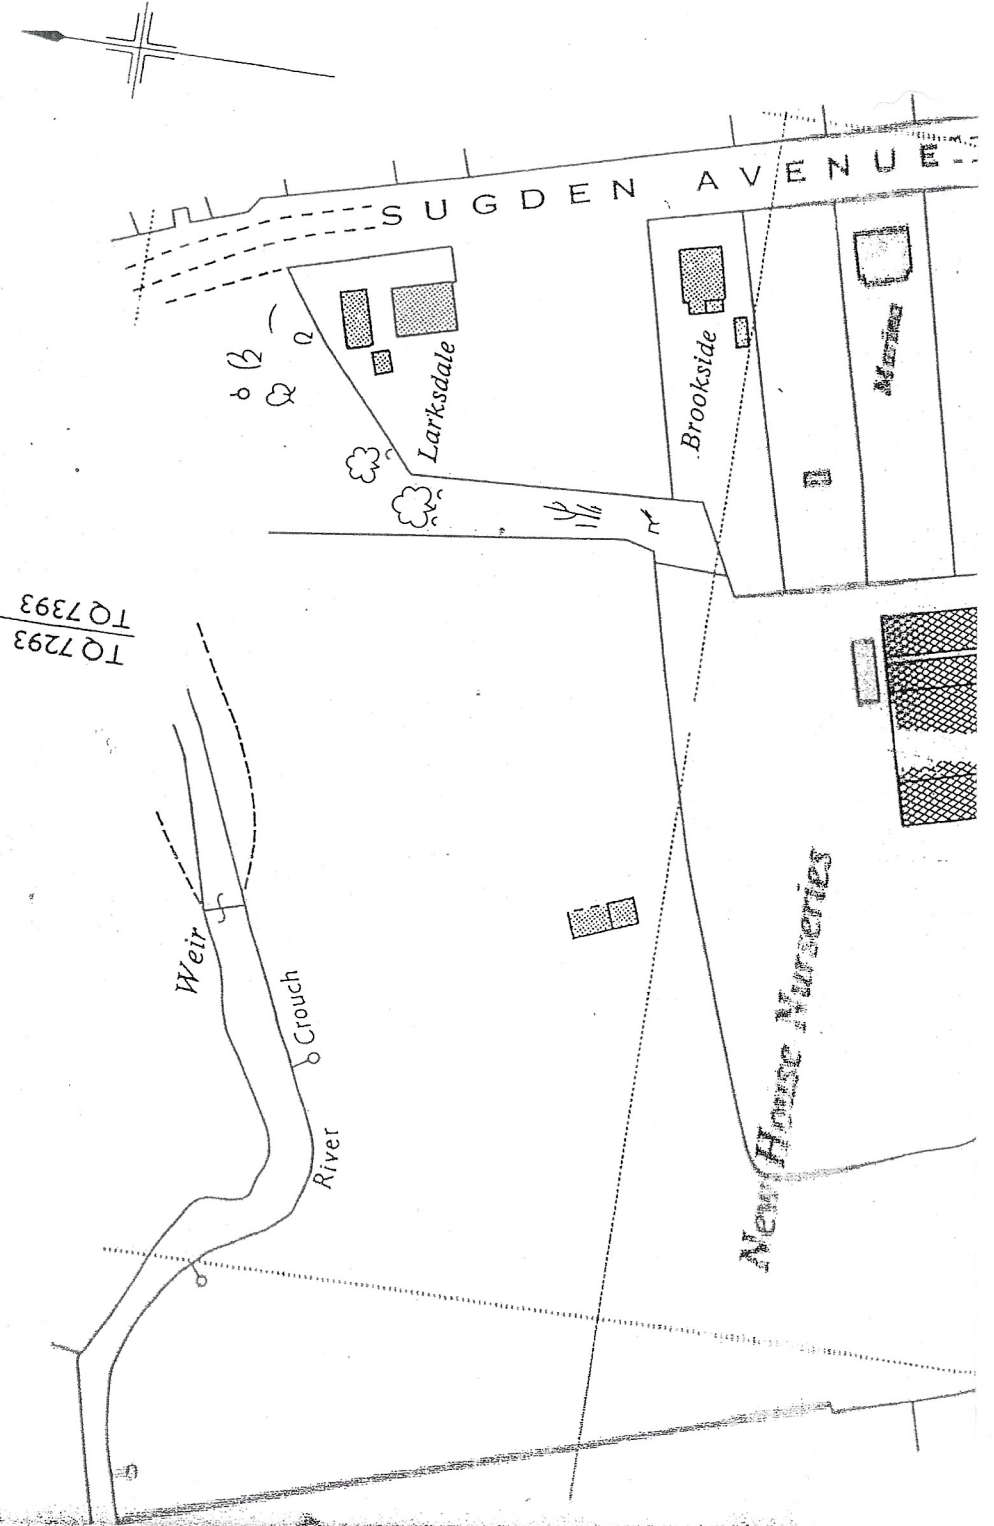 SUGDEN AVENUE
Larksdale
Brookside
TQ 7293
TQ 7393
Weir
River Crouch
New House Nurseries